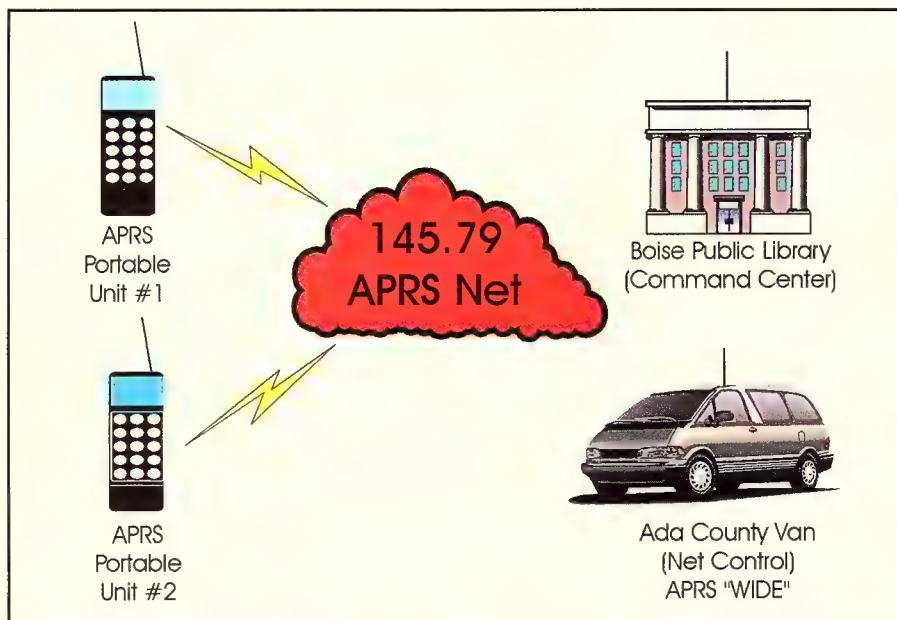 APRS
Portable
Unit #1
145.79
APRS Net
Boise Public Library
(Command Center)
APRS
Portable
Unit #2
Ada County Van
(Net Control)
APRS "WIDE"